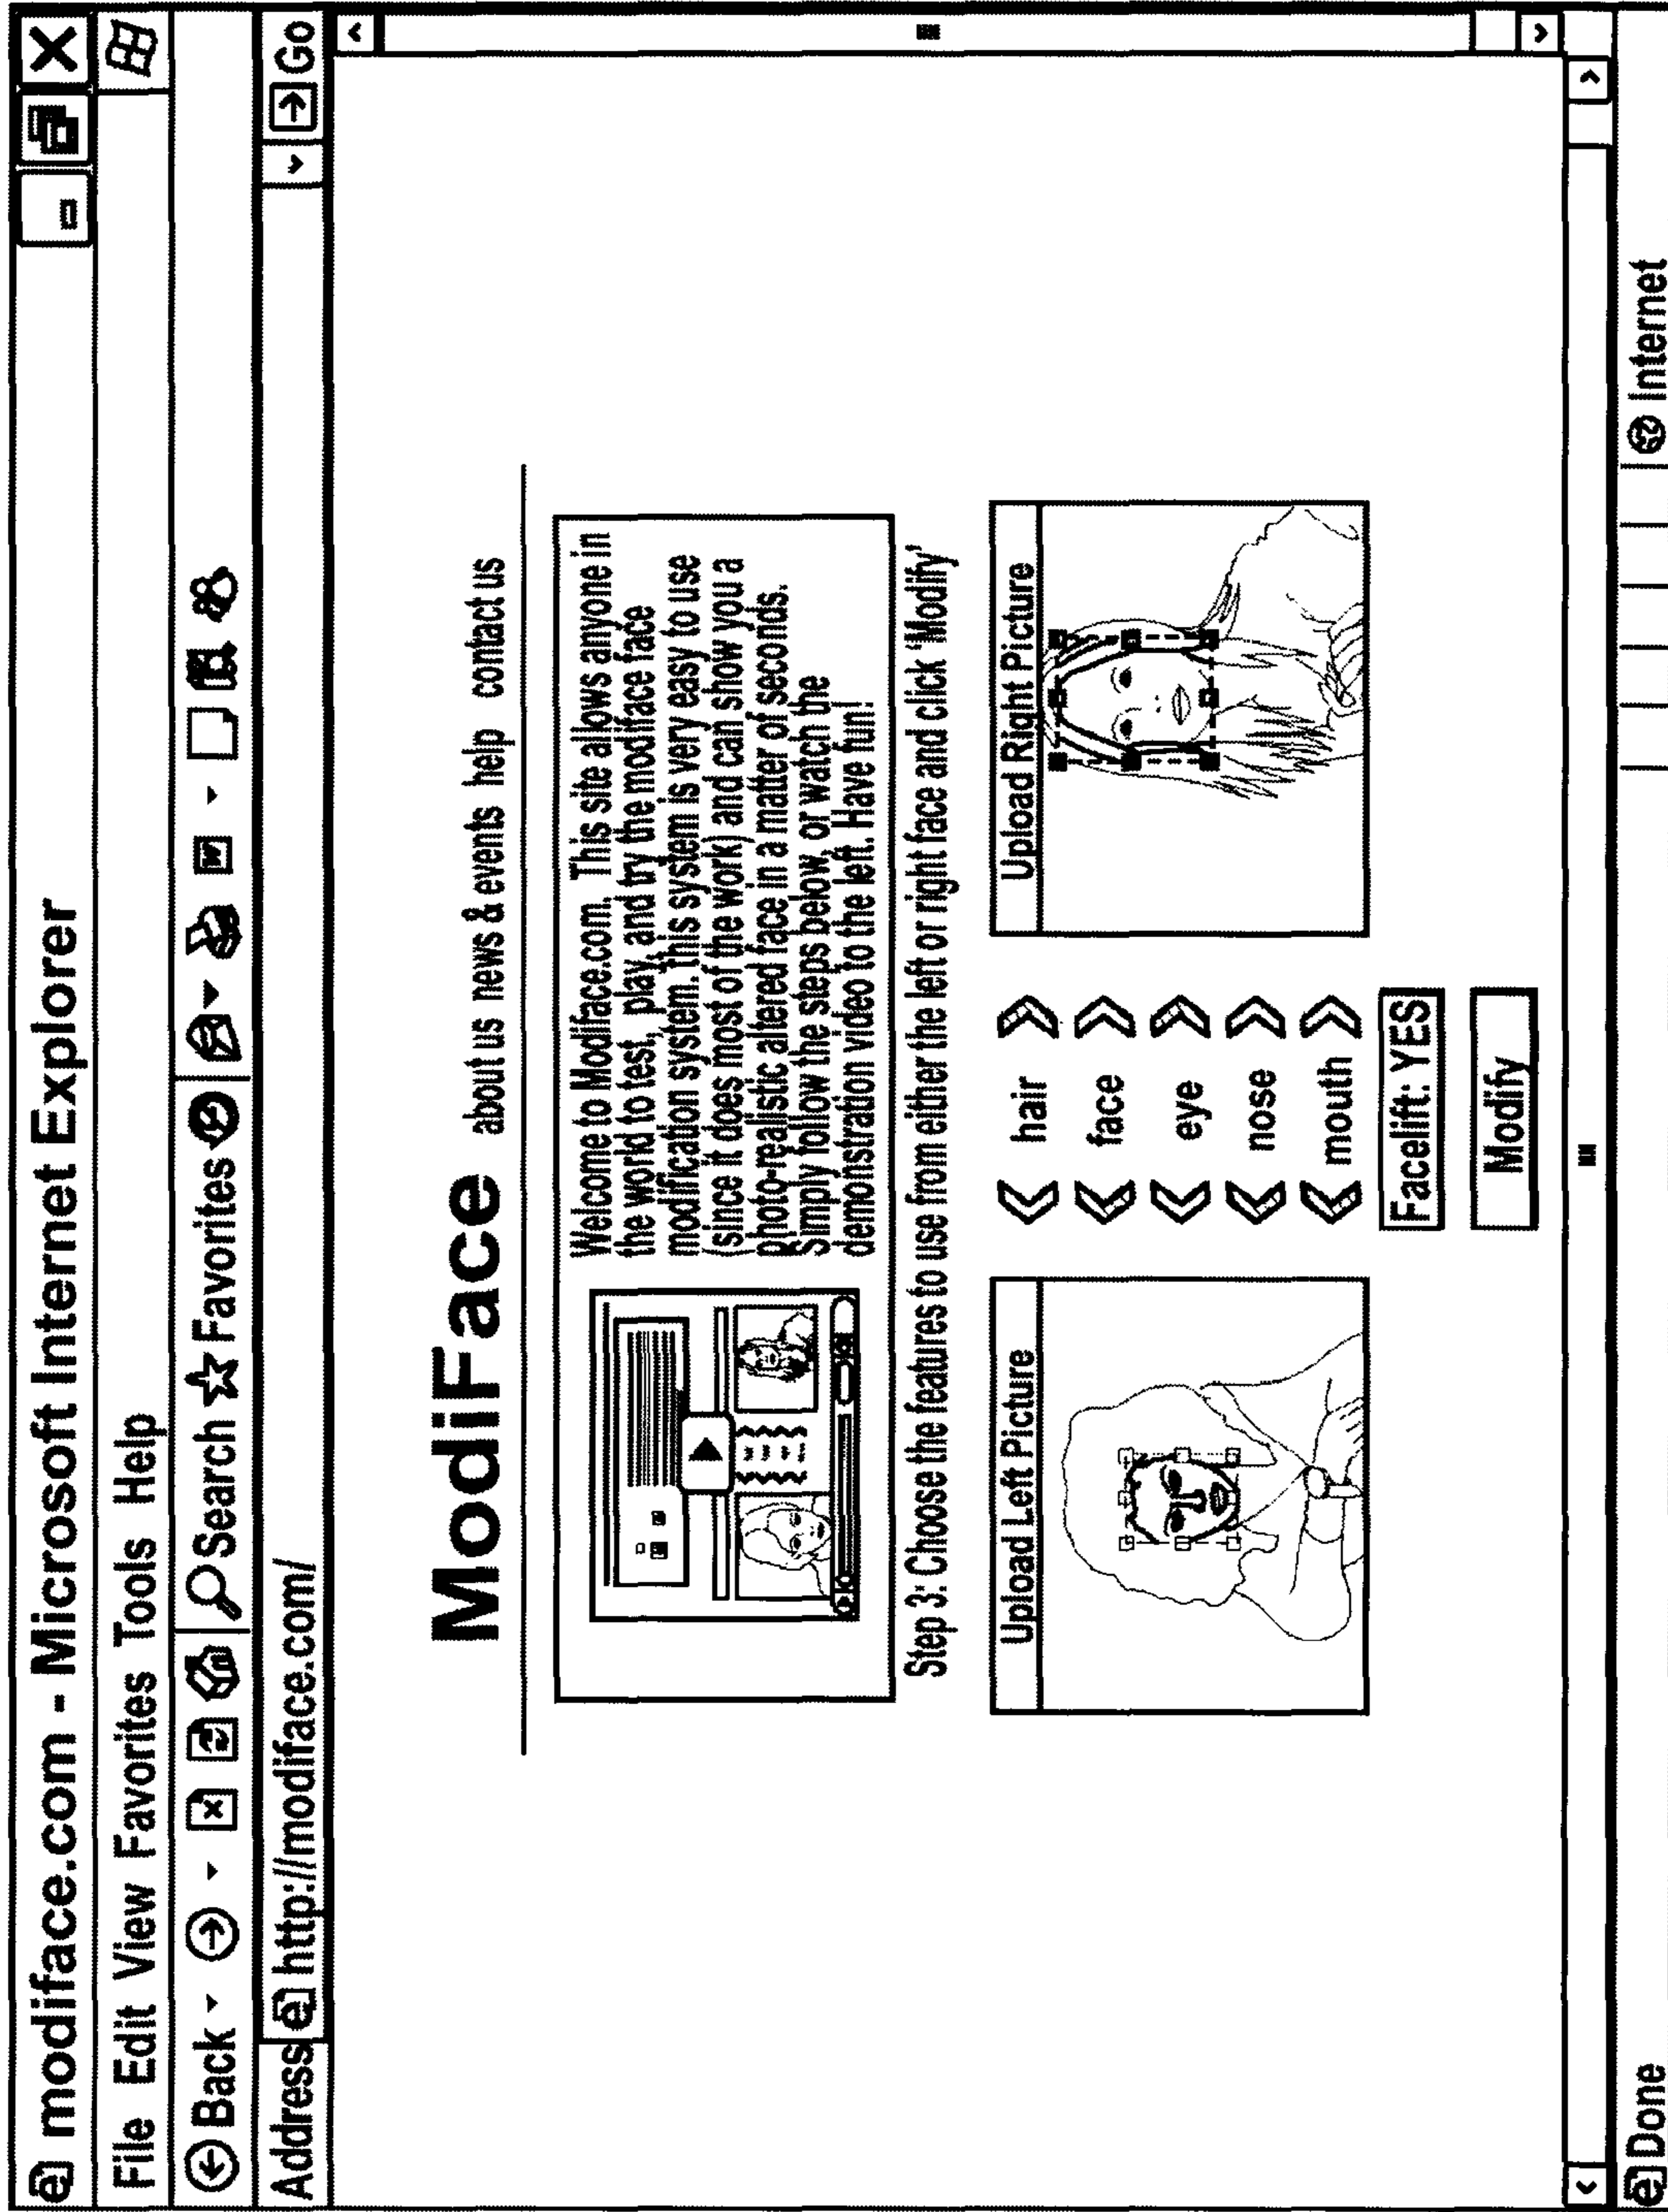 modiface.com - Microsoft Internet Explorer
File Edit View Favorites Tools Help
Back Search Favorites
Address http://modiface.com/ Go
ModiFace about us news & events help contact us
Welcome to Modiface.com. This site allows anyone in
the world to test, play, and try the modiface face
modification system. this system is very easy to use
(since it does most of the work) and can show you a
photo-realistic altered face in a matter of seconds.
Simply follow the steps below, or watch the
demonstration video to the left. Have fun!
Step 3: Choose the features to use from either the left or right face and click 'Modify'
Upload Left Picture
hair
face
eye
nose
mouth
Facelift: YES
Modify
Upload Right Picture
Done Internet